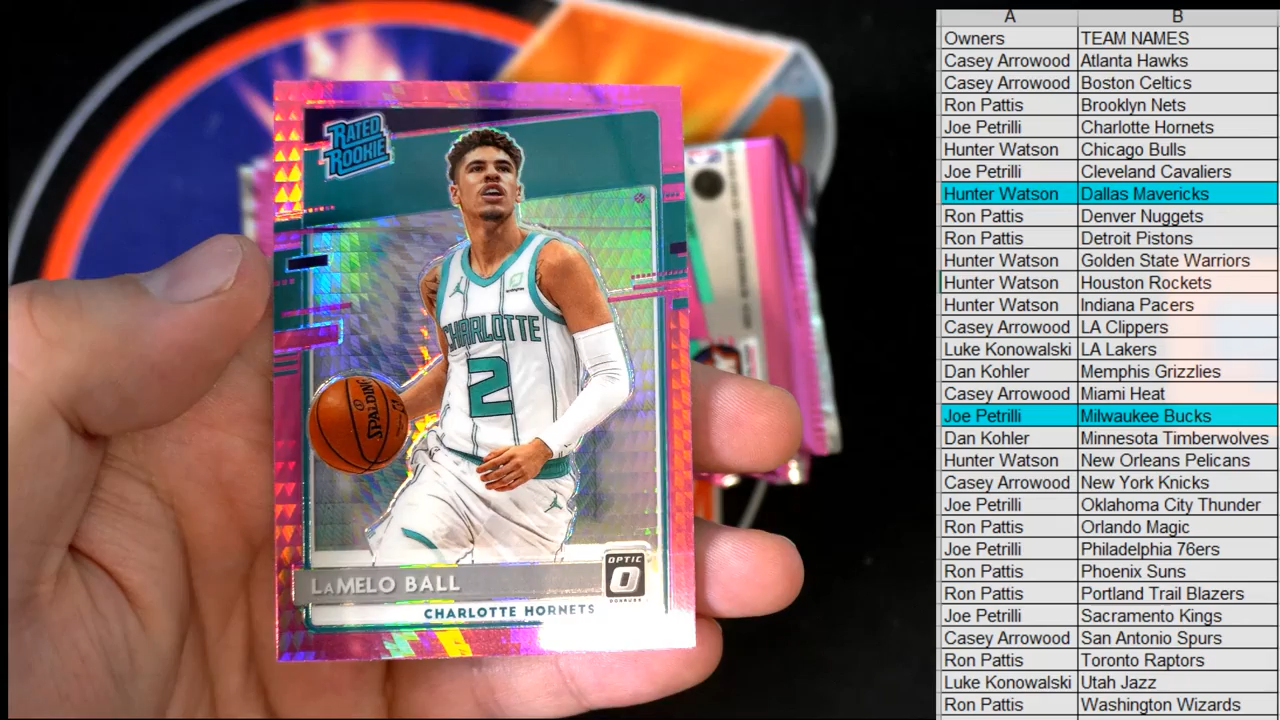 RATED
ROOKIE
CHARLOTTE
2
SPALDING
OPTIC
O
DONRUSS
LAMELO BALL
CHARLOTTE HORNETS
A B
Owners TEAM NAMES
Casey Arrowood Atlanta Hawks
Casey Arrowood Boston Celtics
Ron Pattis Brooklyn Nets
Joe Petrilli Charlotte Hornets
Hunter Watson Chicago Bulls
Joe Petrilli Cleveland Cavaliers
Hunter Watson Dallas Mavericks
Ron Pattis Denver Nuggets
Ron Pattis Detroit Pistons
Hunter Watson Golden State Warriors
Hunter Watson Houston Rockets
Hunter Watson Indiana Pacers
Casey Arrowood LA Clippers
Luke Konowalski LA Lakers
Dan Kohler Memphis Grizzlies
Casey Arrowood Miami Heat
Joe Petrilli Milwaukee Bucks
Dan Kohler Minnesota Timberwolves
Hunter Watson New Orleans Pelicans
Casey Arrowood New York Knicks
Joe Petrilli Oklahoma City Thunder
Ron Pattis Orlando Magic
Joe Petrilli Philadelphia 76ers
Ron Pattis Phoenix Suns
Ron Pattis Portland Trail Blazers
Joe Petrilli Sacramento Kings
Casey Arrowood San Antonio Spurs
Ron Pattis Toronto Raptors
Luke Konowalski Utah Jazz
Ron Pattis Washington Wizards